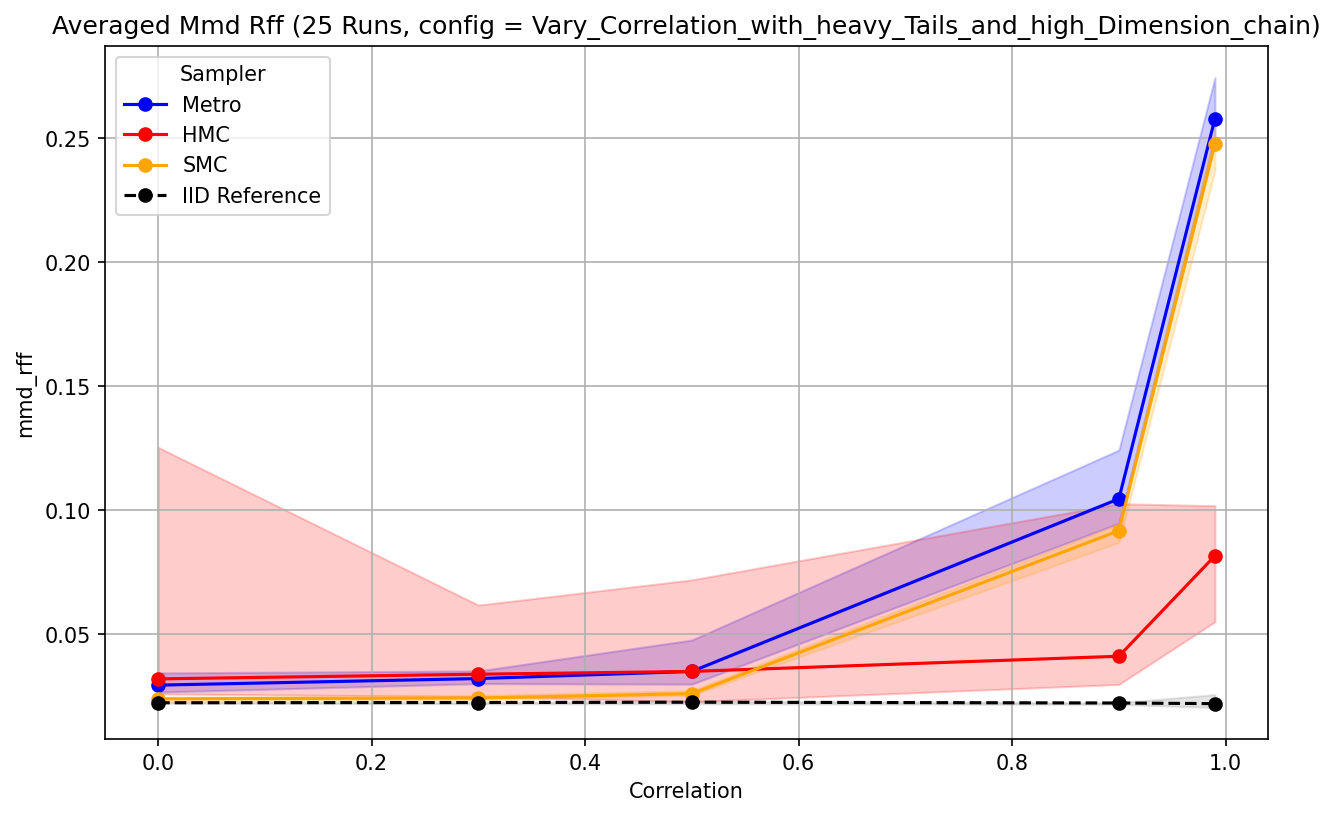 Averaged Mmd Rff (25 Runs, config = Vary_Correlation_with_heavy_Tails_and_high_Dimension_chain)
Sampler
Metro
HMC
SMC
IID Reference
mmd_rff
0.25
0.20
0.15
0.10
0.05
0.0 0.2 0.4 0.6 0.8 1.0
Correlation